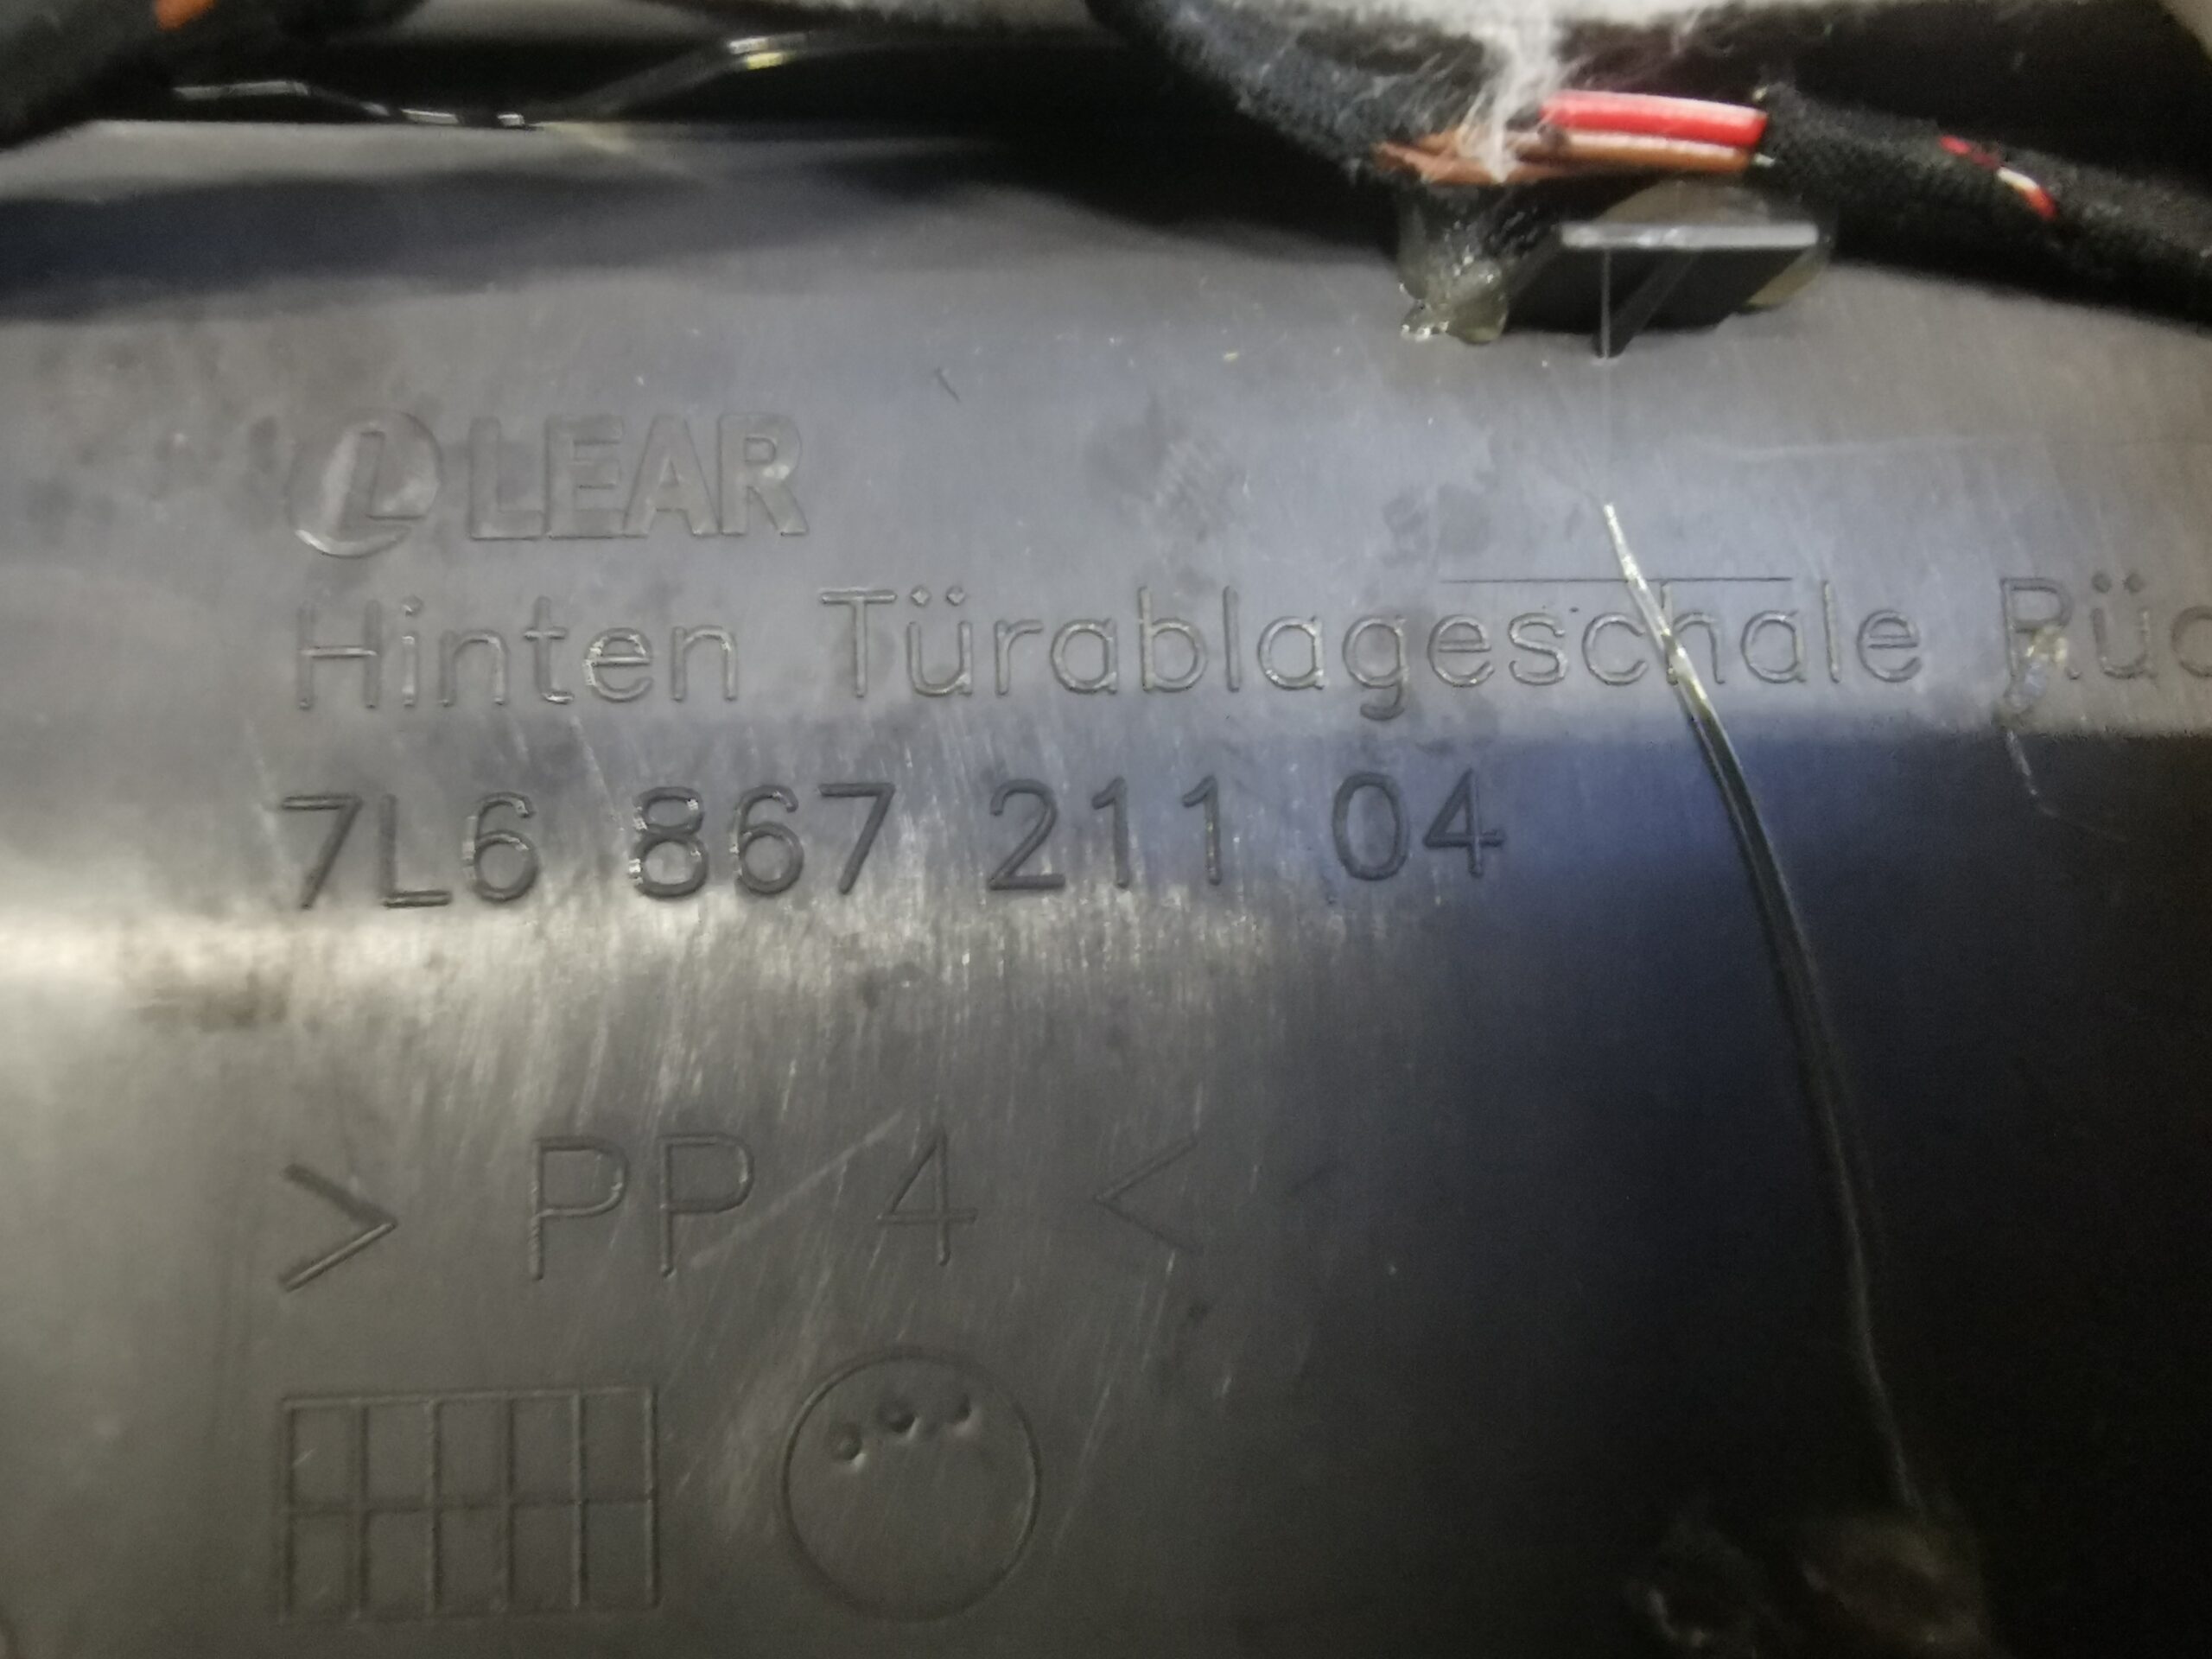 LEAR
Hinten Türablageschale
7L6 867 211 04
> PP 4 <